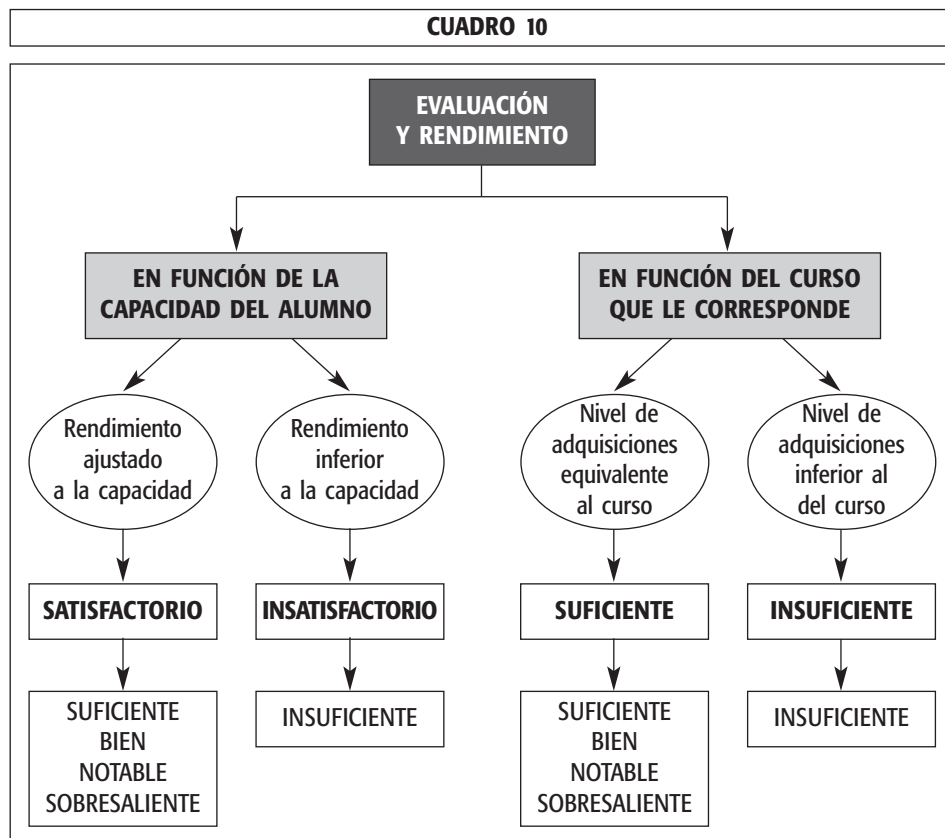 CUADRO 10
EVALUACIÓN
Y RENDIMIENTO
EN FUNCIÓN DE LA
CAPACIDAD DEL ALUMNO
EN FUNCIÓN DEL CURSO
QUE LE CORRESPONDE
Rendimiento
ajustado
a la capacidad
Rendimiento
inferior
a la capacidad
Nivel de
adquisiciones
equivalente
al curso
Nivel de
adquisiciones
inferior al
del curso
SATISFACTORIO
INSATISFACTORIO
SUFICIENTE
INSUFICIENTE
SUFICIENTE
BIEN
NOTABLE
SOBRESALIENTE
INSUFICIENTE
SUFICIENTE
BIEN
NOTABLE
SOBRESALIENTE
INSUFICIENTE